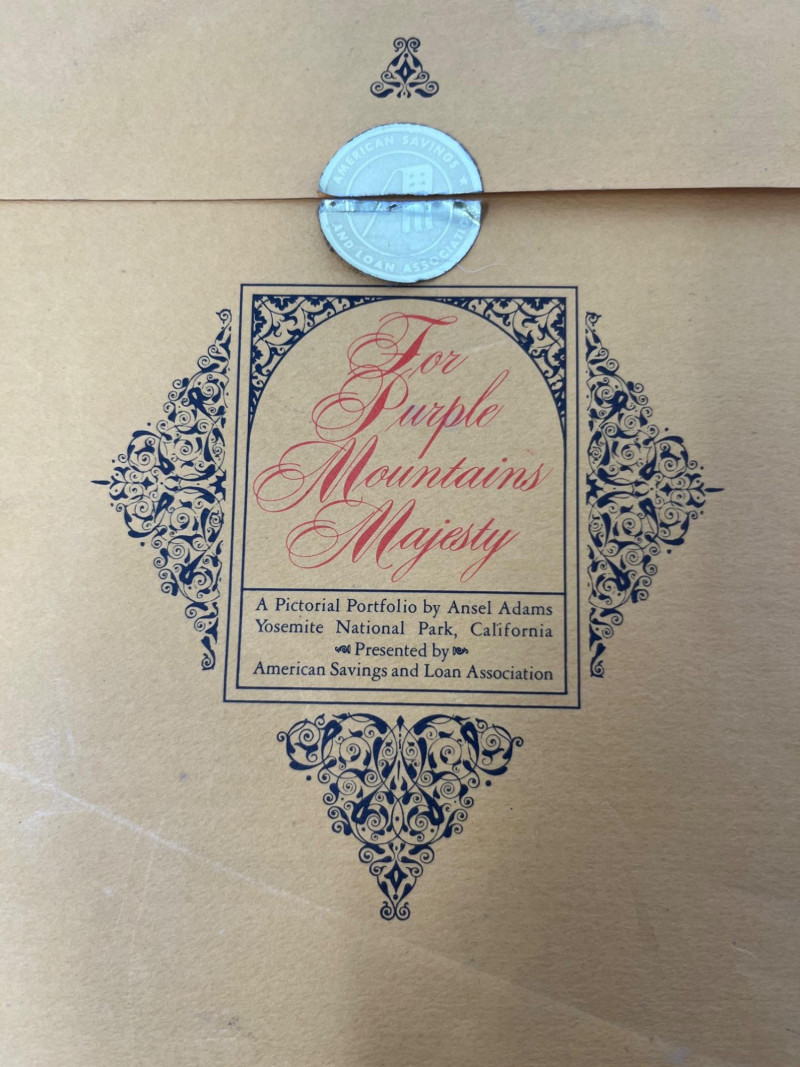 AMERICAN SAVINGS
AND LOAN ASSOCIATION
For
Purple
Mountains
Majesty
A Pictorial Portfolio by Ansel Adams
Yosemite National Park, California
Presented by
American Savings and Loan Association